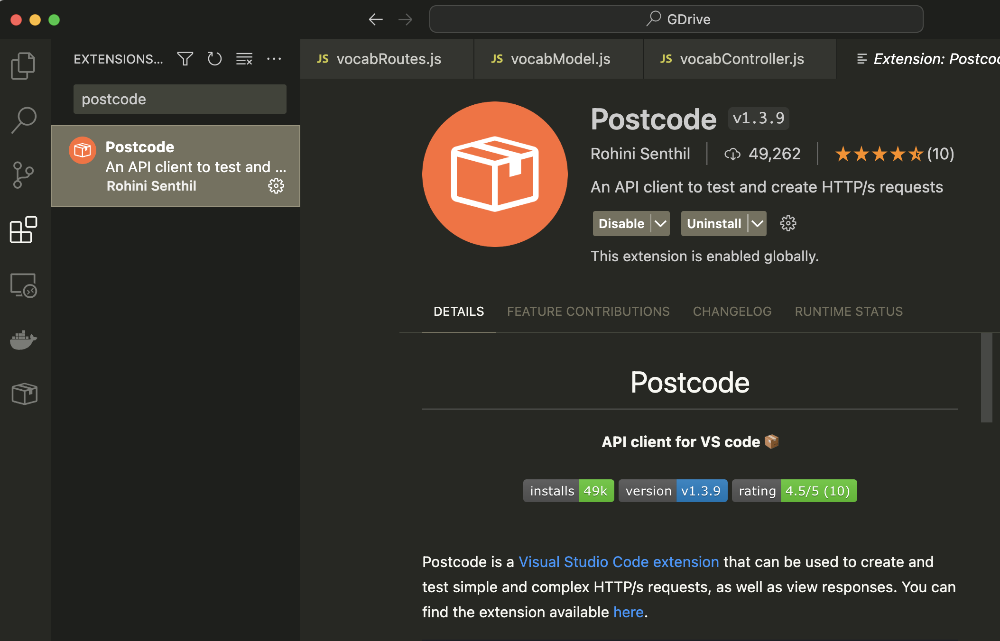 GDrive
EXTENSIONS...
JS vocabRoutes.js
JS vocabModel.js
JS vocabController.js
Extension: Postcod
postcode
Postcode
An API client to test and ...
Rohini Senthil
Postcode v1.3.9
Rohini Senthil 49,262 (10)
An API client to test and create HTTP/s requests
Disable Uninstall
This extension is enabled globally.
DETAILS FEATURE CONTRIBUTIONS CHANGELOG RUNTIME STATUS
Postcode
API client for VS code
installs 49k version v1.3.9 rating 4.5/5 (10)
Postcode is a Visual Studio Code extension that can be used to create and
test simple and complex HTTP/s requests, as well as view responses. You can
find the extension available here.